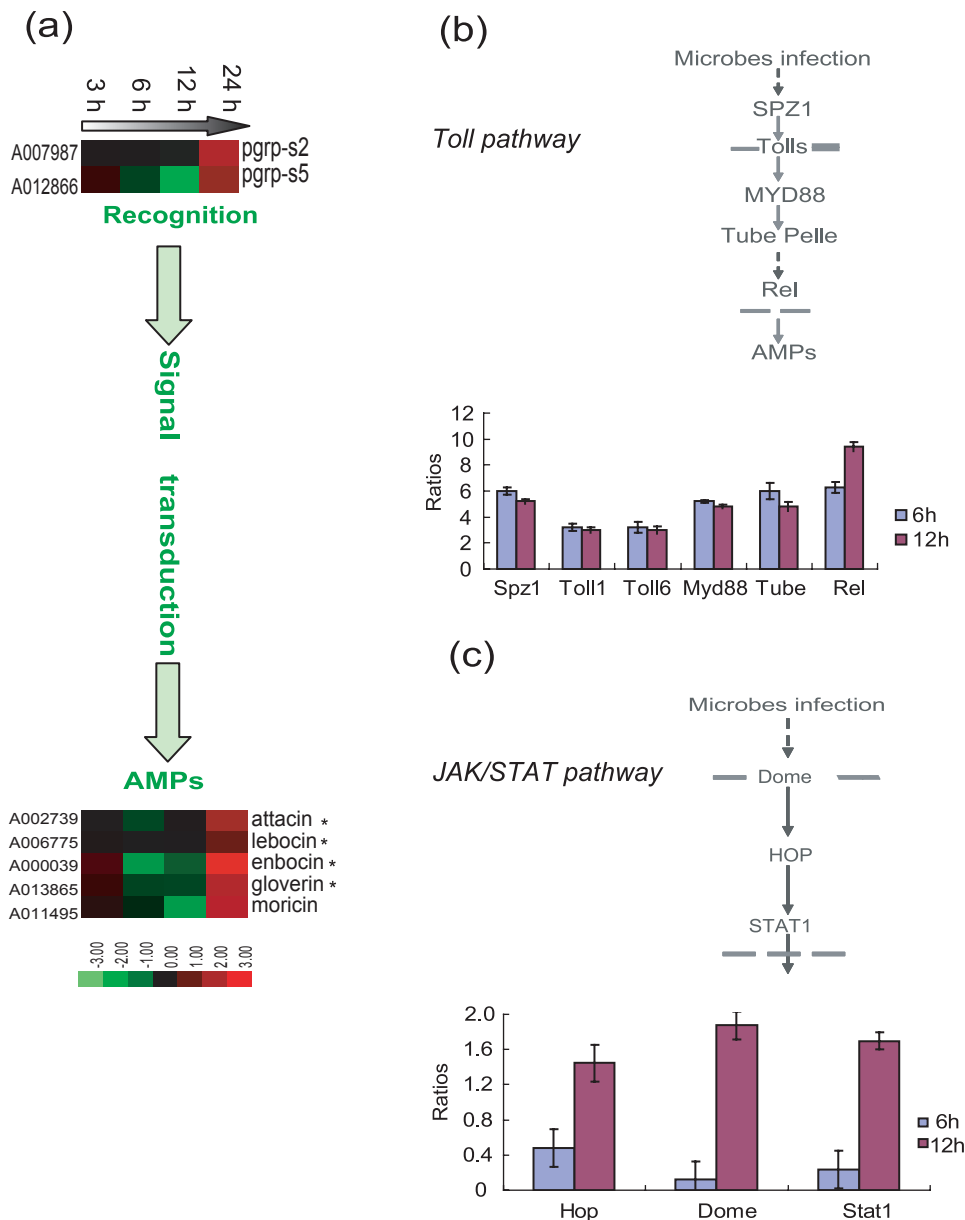 (a)
3 h 6 h 12 h 24 h
A007987 pgrp-s2
A012866 pgrp-s5
Recognition
Signal transduction
AMPs
A002739 attacin *
A006775 lebocin *
A000039 enbocin *
A013865 gloverin *
A011495 moricin
-3.00 -2.00 -1.00 0.00 1.00 2.00 3.00
(b)
Toll pathway
Microbes infection
SPZ1
Tolls
MYD88
Tube Pelle
Rel
AMPs
Ratios
12
10
8
6
4
2
0
Spz1 Toll1 Toll6 Myd88 Tube Rel
6h
12h
(c)
JAK/STAT pathway
Microbes infection
Dome
HOP
STAT1
Ratios
2.0
1.6
1.2
0.8
0.4
0
Hop Dome Stat1
6h
12h